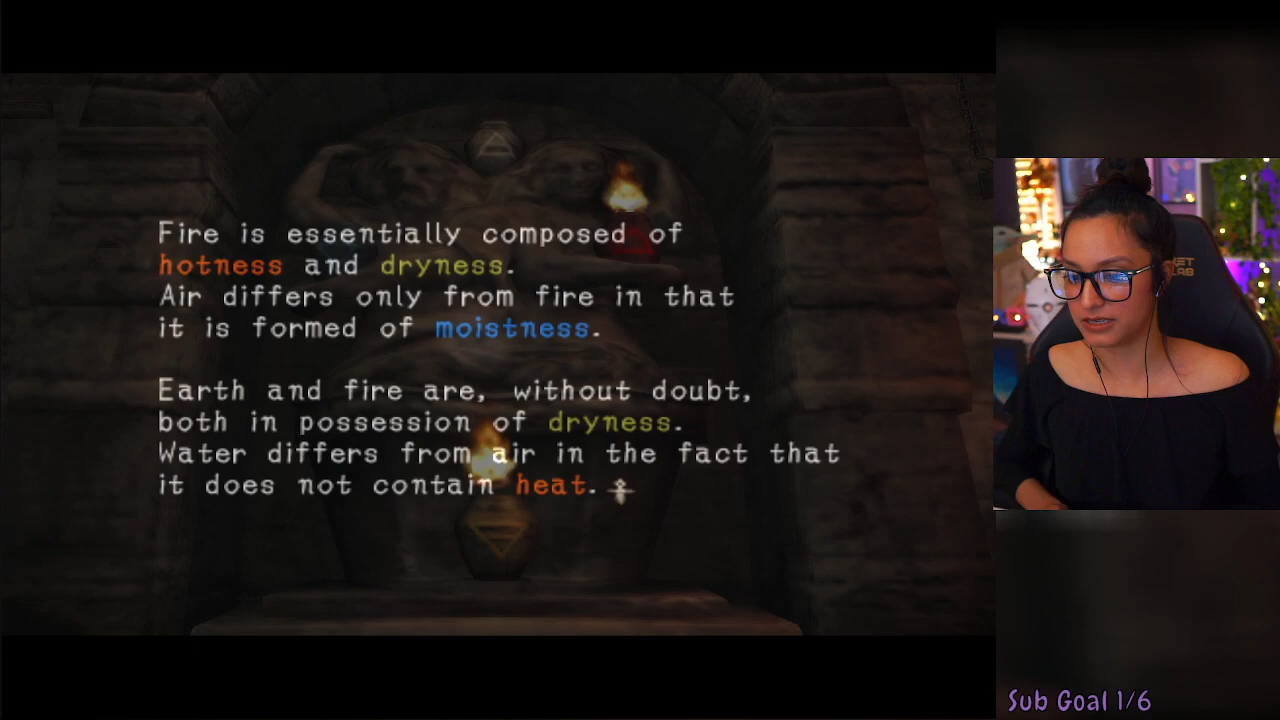 Fire is essentially composed of
hotness and dryness.
Air differs only from fire in that
it is formed of moistness.
Earth and fire are, without doubt,
both in possession of dryness.
Water differs from air in the fact that
it does not contain heat.
Sub Goal 1/6